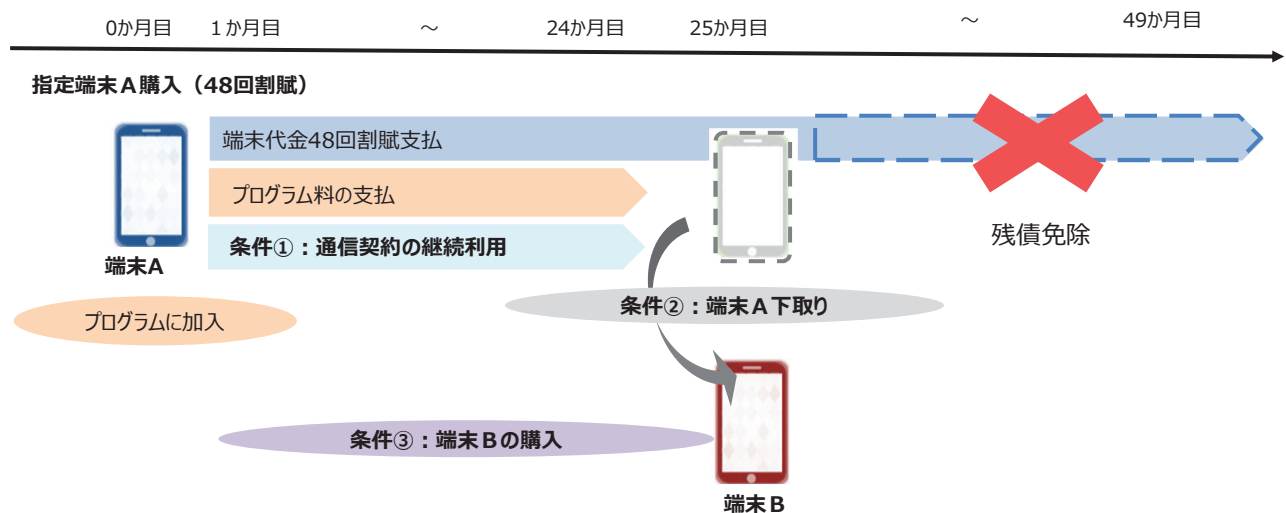 0か月目 1か月目 ～ 24か月目 25か月目 ～ 49か月目
指定端末A購入（48回割賦）
端末代金48回割賦支払
プログラム料の支払
条件①：通信契約の継続利用
残債免除
端末A
条件②：端末A下取り
プログラムに加入
条件③：端末Bの購入
端末B